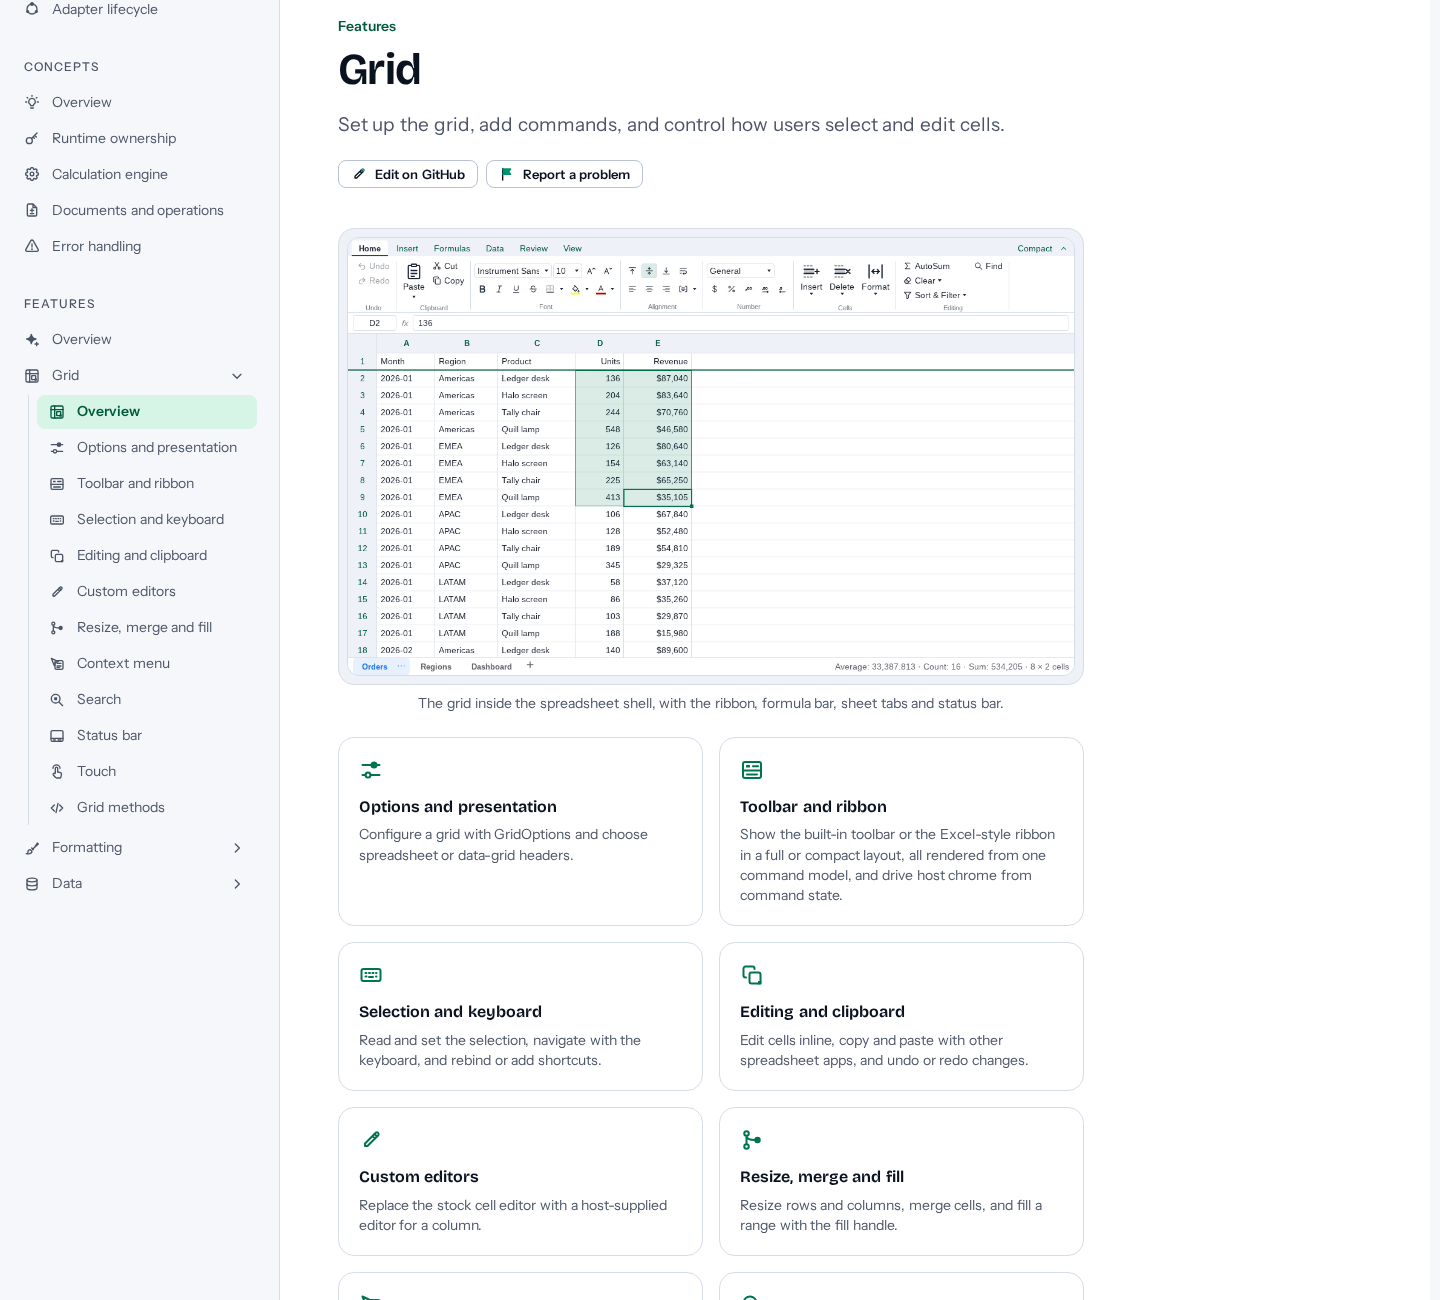 Adapter lifecycle
CONCEPTS
Overview
Runtime ownership
Calculation engine
Documents and operations
Error handling
FEATURES
Overview
Grid
Overview
Options and presentation
Toolbar and ribbon
Selection and keyboard
Editing and clipboard
Custom editors
Resize, merge and fill
Context menu
Search
Status bar
Touch
Grid methods
Formatting
Data
Features
Grid
Set up the grid, add commands, and control how users select and edit cells.
Edit on GitHub Report a problem
Home Insert Formulas Data Review View Compact
Undo Cut Instrument Sans 10 General AutoSum Find
Redo Paste Copy Insert Delete Format Clear
Sort & Filter
Undo Clipboard Font Alignment Number Cells Editing
D2 fx 136
A B C D E
1 Month Region Product Units Revenue
2 2026-01 Americas Ledger desk 136 $87,040
3 2026-01 Americas Halo screen 204 $83,640
4 2026-01 Americas Tally chair 244 $70,760
5 2026-01 Americas Quill lamp 548 $46,580
6 2026-01 EMEA Ledger desk 126 $80,640
7 2026-01 EMEA Halo screen 154 $63,140
8 2026-01 EMEA Tally chair 225 $65,250
9 2026-01 EMEA Quill lamp 413 $35,105
10 2026-01 APAC Ledger desk 106 $67,840
11 2026-01 APAC Halo screen 128 $52,480
12 2026-01 APAC Tally chair 189 $54,810
13 2026-01 APAC Quill lamp 345 $29,325
14 2026-01 LATAM Ledger desk 58 $37,120
15 2026-01 LATAM Halo screen 86 $35,260
16 2026-01 LATAM Tally chair 103 $29,870
17 2026-01 LATAM Quill lamp 188 $15,980
18 2026-02 Americas Ledger desk 140 $89,600
Orders ... Regions Dashboard + Average: 33,387.813 · Count: 16 · Sum: 534,205 · 8 × 2 cells
The grid inside the spreadsheet shell, with the ribbon, formula bar, sheet tabs and status bar.
Options and presentation
Configure a grid with GridOptions and choose
spreadsheet or data-grid headers.
Toolbar and ribbon
Show the built-in toolbar or the Excel-style ribbon
in a full or compact layout, all rendered from one
command model, and drive host chrome from
command state.
Selection and keyboard
Read and set the selection, navigate with the
keyboard, and rebind or add shortcuts.
Editing and clipboard
Edit cells inline, copy and paste with other
spreadsheet apps, and undo or redo changes.
Custom editors
Replace the stock cell editor with a host-supplied
editor for a column.
Resize, merge and fill
Resize rows and columns, merge cells, and fill a
range with the fill handle.